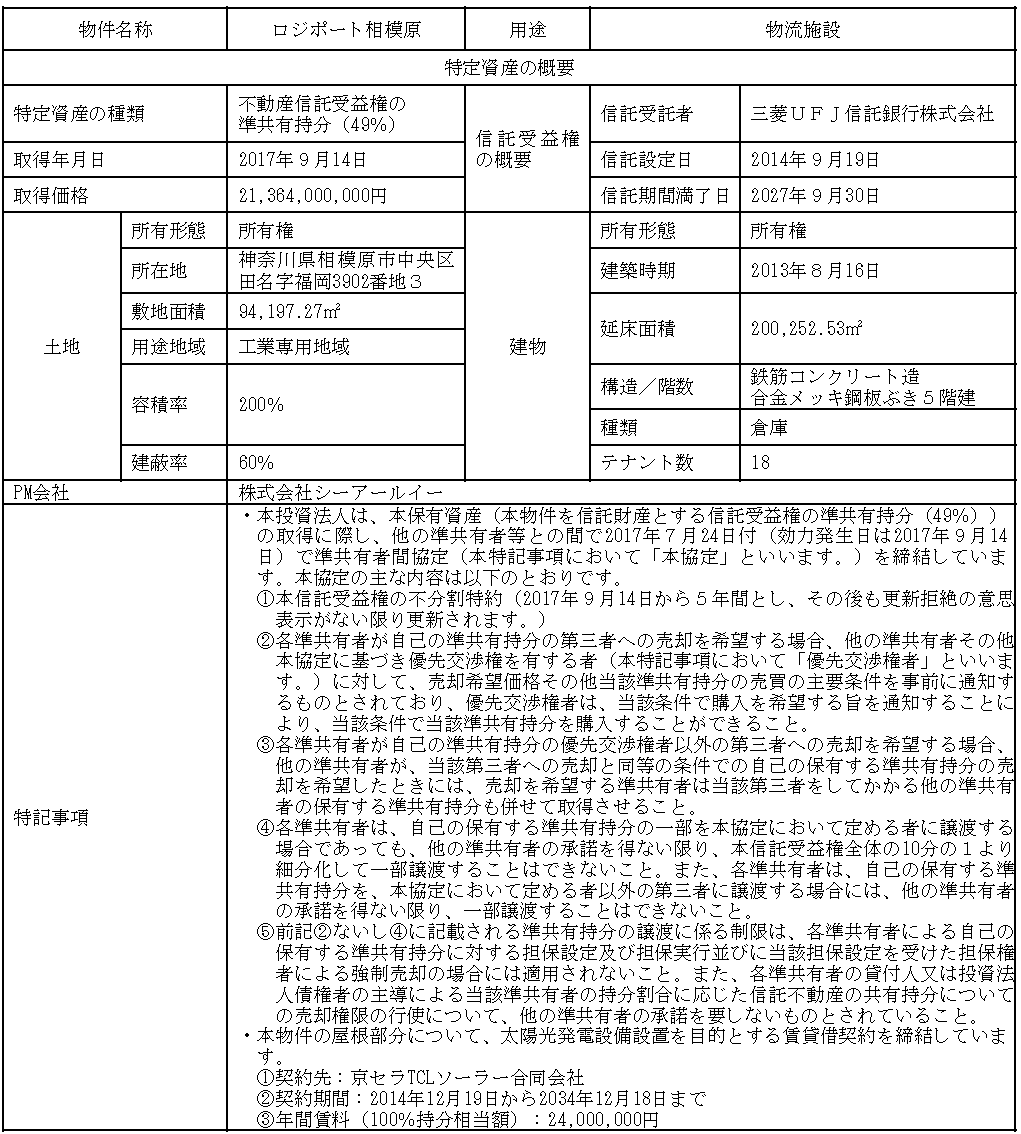 物件名称 ロジポート相模原 用途 物流施設
特定資産の概要
特定資産の種類 不動産信託受益権の
準共有持分（49%）
信託受益権
の概要
信託受託者 三菱ＵＦＪ信託銀行株式会社
取得年月日 2017年９月14日 信託設定日 2014年９月19日
取得価格 21,364,000,000円 信託期間満了日 2027年９月30日
土地
所有形態 所有権
所在地 神奈川県相模原市中央区
田名字福岡3902番地３
敷地面積 94,197.27㎡
用途地域 工業専用地域
容積率 200%
建蔽率 60%
建物
所有形態 所有権
建築時期 2013年８月16日
延床面積 200,252.53㎡
構造／階数 鉄筋コンクリート造
合金メッキ鋼板ぶき５階建
種類 倉庫
テナント数 18
PM会社 株式会社シーアールイー
特記事項
・本投資法人は、本保有資産（本物件を信託財産とする信託受益権の準共有持分（49%））
の取得に際し、他の準共有者等との間で2017年７月24日付（効力発生日は2017年９月14
日）で準共有者間協定（本特記事項において「本協定」といいます。）を締結していま
す。本協定の主な内容は以下のとおりです。
①本信託受益権の不分割特約（2017年９月14日から５年間とし、その後も更新拒絶の意思
表示がない限り更新されます。）
②各準共有者が自己の準共有持分の第三者への売却を希望する場合、他の準共有者その他
本協定に基づき優先交渉権を有する者（本特記事項において「優先交渉権者」といいま
す。）に対して、売却希望価格その他当該準共有持分の売買の主要条件を事前に通知す
るものとされており、優先交渉権者は、当該条件で購入を希望する旨を通知することに
より、当該条件で当該準共有持分を購入することができること。
③各準共有者が自己の準共有持分の優先交渉権者以外の第三者への売却を希望する場合、
他の準共有者が、当該第三者への売却と同等の条件での自己の保有する準共有持分の売
却を希望したときには、売却を希望する準共有者は当該第三者をしてかかる他の準共有
者の保有する準共有持分も併せて取得させること。
④各準共有者は、自己の保有する準共有持分の一部を本協定において定める者に譲渡する
場合であっても、他の準共有者の承諾を得ない限り、本信託受益権全体の10分の１より
細分化して一部譲渡することはできないこと。また、各準共有者は、自己の保有する準
共有持分を、本協定において定める者以外の第三者に譲渡する場合には、他の準共有者
の承諾を得ない限り、一部譲渡することはできないこと。
⑤前記②ないし④に記載される準共有持分の譲渡に係る制限は、各準共有者による自己の
保有する準共有持分に対する担保設定及び担保実行並びに当該担保設定を受けた担保権
者による強制売却の場合には適用されないこと。また、各準共有者の貸付人又は投資法
人債権者の主導による当該準共有者の持分割合に応じた信託不動産の共有持分について
の売却権限の行使について、他の準共有者の承諾を要しないものとされていること。
・本物件の屋根部分について、太陽光発電設備設置を目的とする賃貸借契約を締結していま
す。
①契約先：京セラTCLソーラー合同会社
②契約期間：2014年12月19日から2034年12月18日まで
③年間賃料（100%持分相当額）：24,000,000円